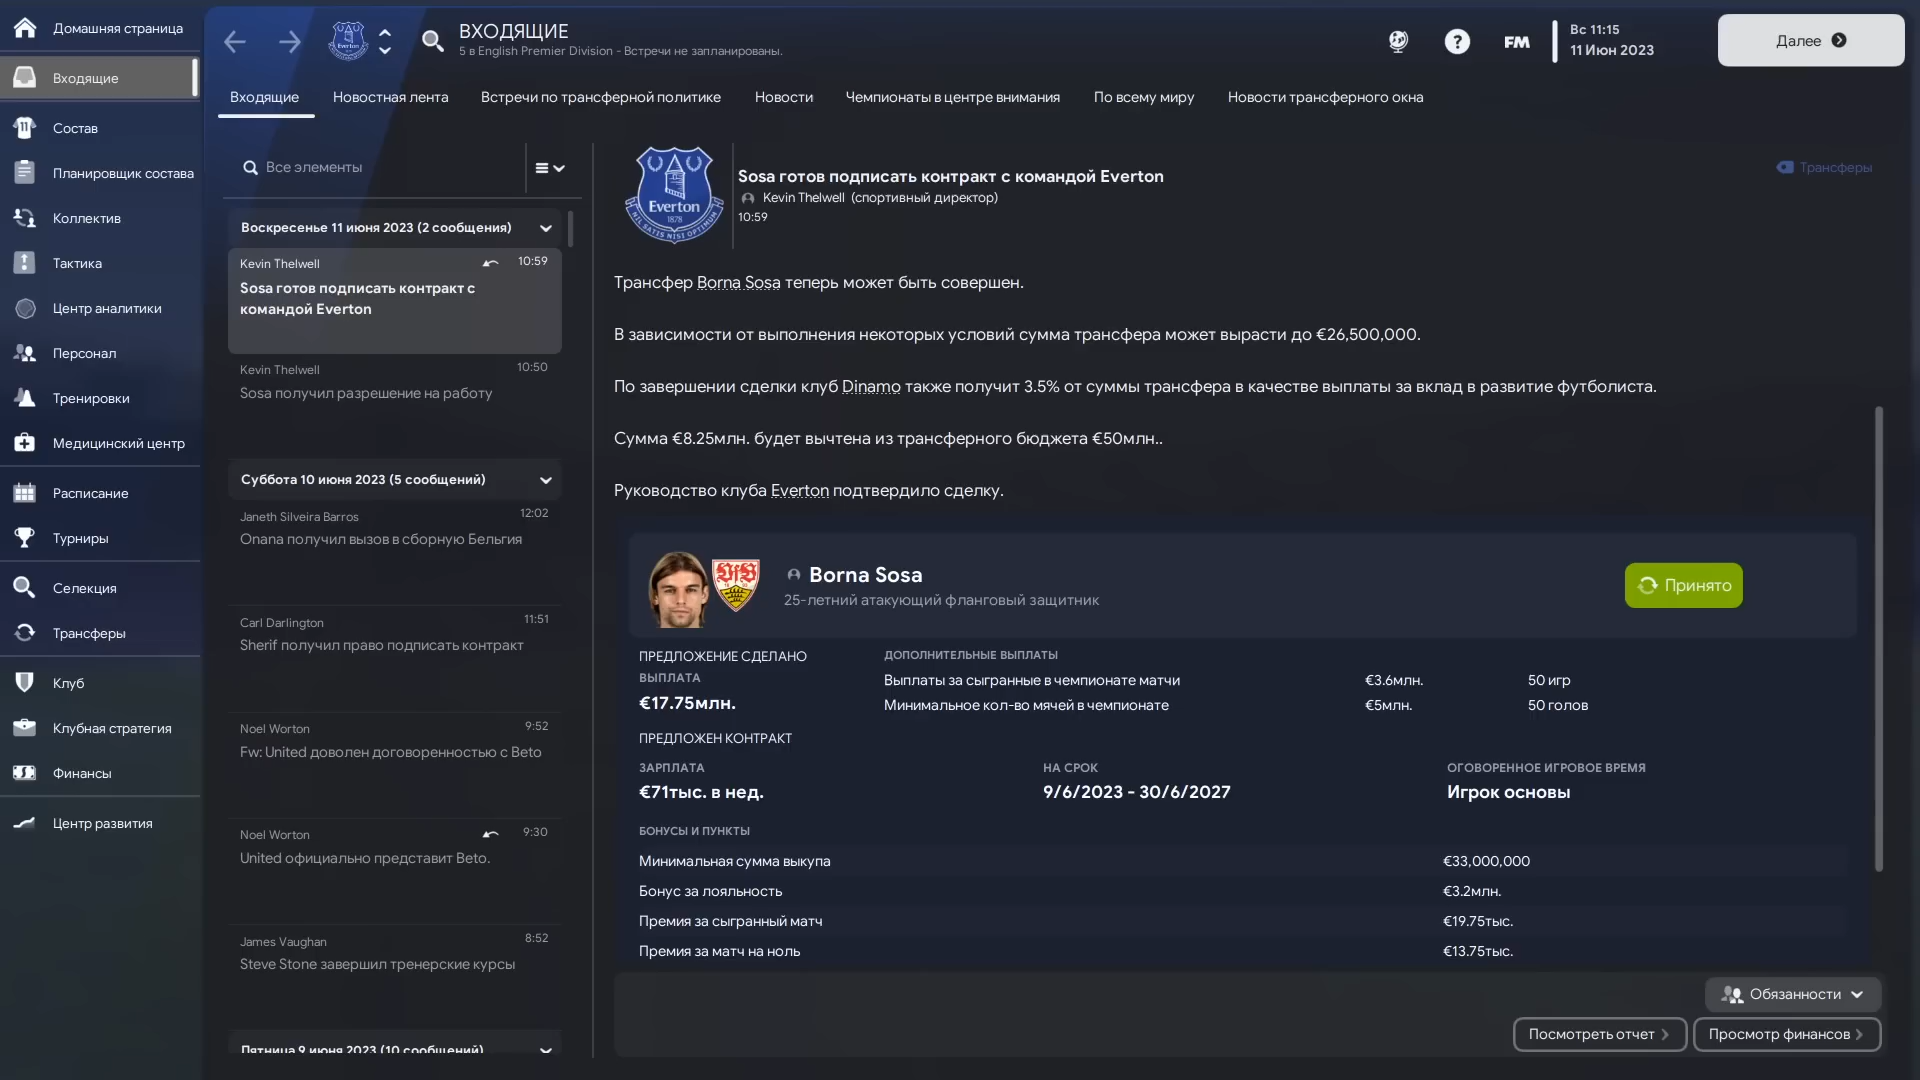 Домашняя страница
Входящие
Состав
Планировщик состава
Коллектив
Тактика
Центр аналитики
Персонал
Тренировки
Медицинский центр
Расписание
Турниры
Селекция
Трансферы
Клуб
Клубная стратегия
Финансы
Центр развития
ВХОДЯЩИЕ
5 в English Premier Division - Встречи не запланированы.
FM
Вс 11:15
11 Июн 2023
Далее
Входящие
Новостная лента
Встречи по трансферной политике
Новости
Чемпионаты в центре внимания
По всему миру
Новости трансферного окна
Все элементы
Воскресенье 11 июня 2023 (2 сообщения)
Kevin Thelwell 10:59
Sosa готов подписать контракт с
командой Everton
Kevin Thelwell 10:50
Sosa получил разрешение на работу
Суббота 10 июня 2023 (5 сообщений)
Janeth Silveira Barros 12:02
Onana получил вызов в сборную Бельгия
Carl Darlington 11:51
Sherif получил право подписать контракт
Noel Worton 9:52
Fw: United доволен договоренностью с Beto
Noel Worton 9:30
United официально представит Beto.
James Vaughan 8:52
Steve Stone завершил тренерские курсы
Пятница 9 июня 2023 (10 сообщений)
Everton
1878
NIL SATIS NISI OPTIMUM
Sosa готов подписать контракт с командой Everton
Kevin Thelwell (спортивный директор)
10:59
Трансферы
Трансфер Borna Sosa теперь может быть совершен.
В зависимости от выполнения некоторых условий сумма трансфера может вырасти до €26,500,000.
По завершении сделки клуб Dinamo также получит 3.5% от суммы трансфера в качестве выплаты за вклад в развитие футболиста.
Сумма €8.25млн. будет вычтена из трансферного бюджета €50млн..
Руководство клуба Everton подтвердило сделку.
Borna Sosa
25-летний атакующий фланговый защитник
Принято
ПРЕДЛОЖЕНИЕ СДЕЛАНО
ВЫПЛАТА
€17.75млн.
ДОПОЛНИТЕЛЬНЫЕ ВЫПЛАТЫ
Выплаты за сыгранные в чемпионате матчи €3.6млн. 50 игр
Минимальное кол-во мячей в чемпионате €5млн. 50 голов
ПРЕДЛОЖЕН КОНТРАКТ
ЗАРПЛАТА НА СРОК ОГОВОРЕННОЕ ИГРОВОЕ ВРЕМЯ
€71тыс. в нед. 9/6/2023 - 30/6/2027 Игрок основы
БОНУСЫ И ПУНКТЫ
Минимальная сумма выкупа €33,000,000
Бонус за лояльность €3.2млн.
Премия за сыгранный матч €19.75тыс.
Премия за матч на ноль €13.75тыс.
Обязанности
Посмотреть отчет
Просмотр финансов